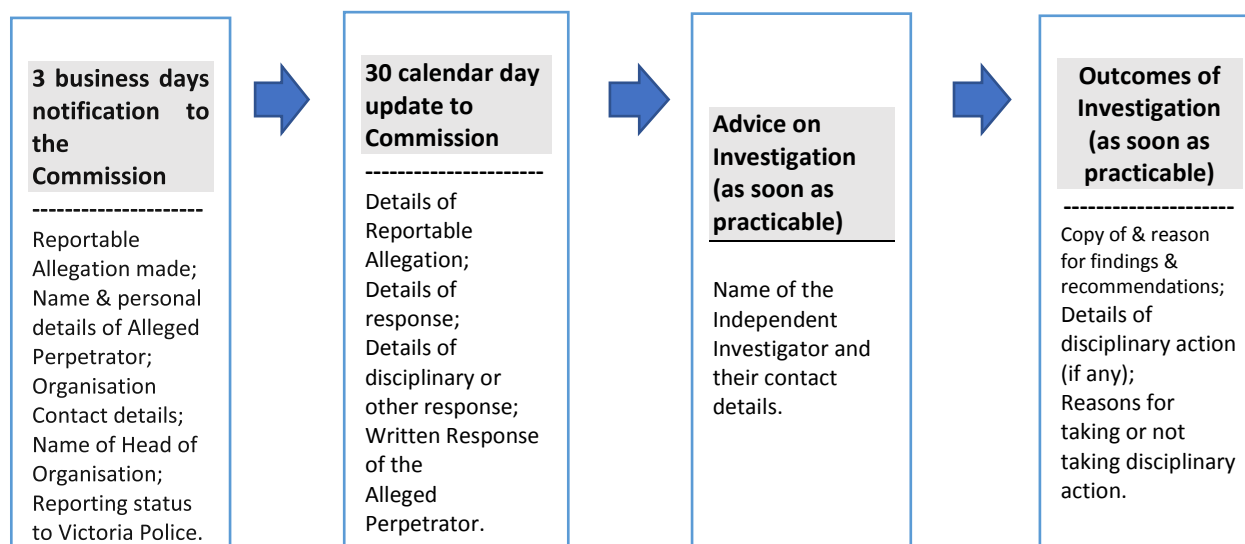 3 business days
notification to
the
Commission
---------------------
Reportable
Allegation made;
Name & personal
details of Alleged
Perpetrator;
Organisation
Contact details;
Name of Head of
Organisation;
Reporting status
to Victoria Police.
30 calendar day
update to
Commission
----------------------
Details of
Reportable
Allegation;
Details of
response;
Details of
disciplinary or
other response;
Written Response
of the
Alleged
Perpetrator.
Advice on
Investigation
(as soon as
practicable)
Name of the
Independent
Investigator and
their contact
details.
Outcomes of
Investigation
(as soon as
practicable)
---------------------
Copy of & reason
for findings &
recommendations;
Details of
disciplinary action
(if any);
Reasons for
taking or not
taking disciplinary
action.